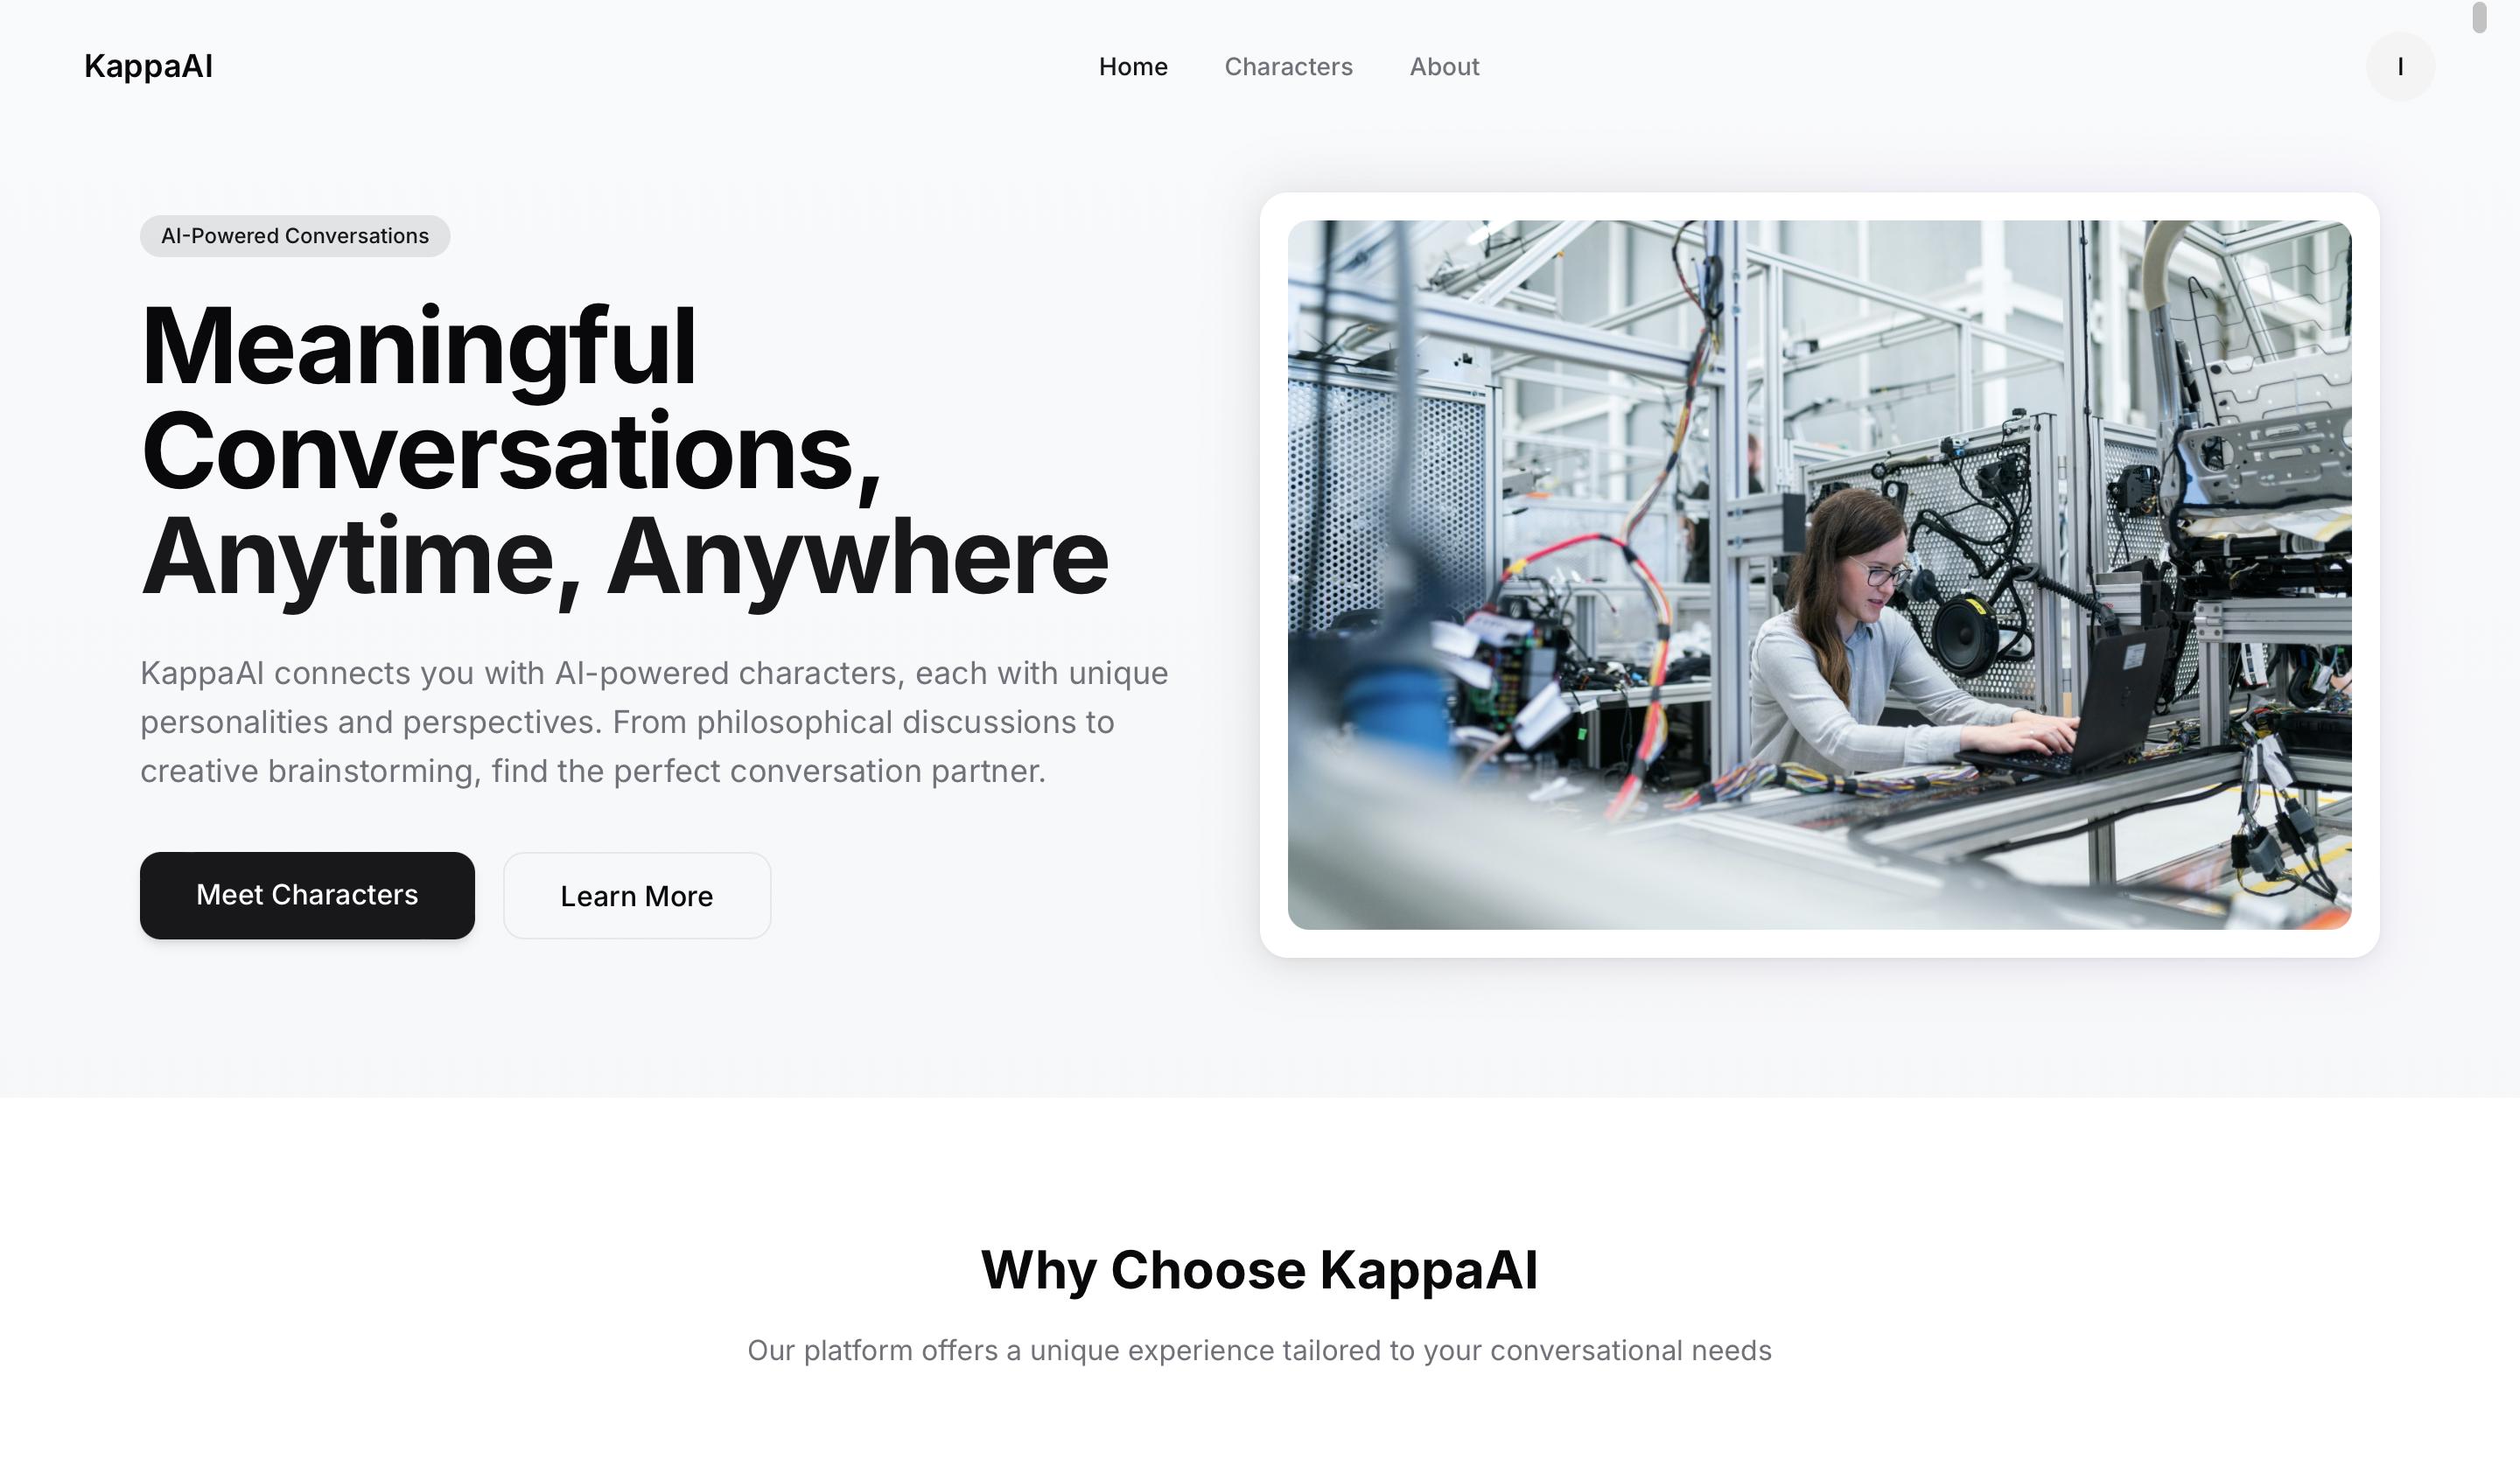 KappaAI
Home
Characters
About
I
AI-Powered Conversations
Meaningful
Conversations,
Anytime, Anywhere
KappaAI connects you with AI-powered characters, each with unique
personalities and perspectives. From philosophical discussions to
creative brainstorming, find the perfect conversation partner.
Meet Characters
Learn More
Why Choose KappaAI
Our platform offers a unique experience tailored to your conversational needs